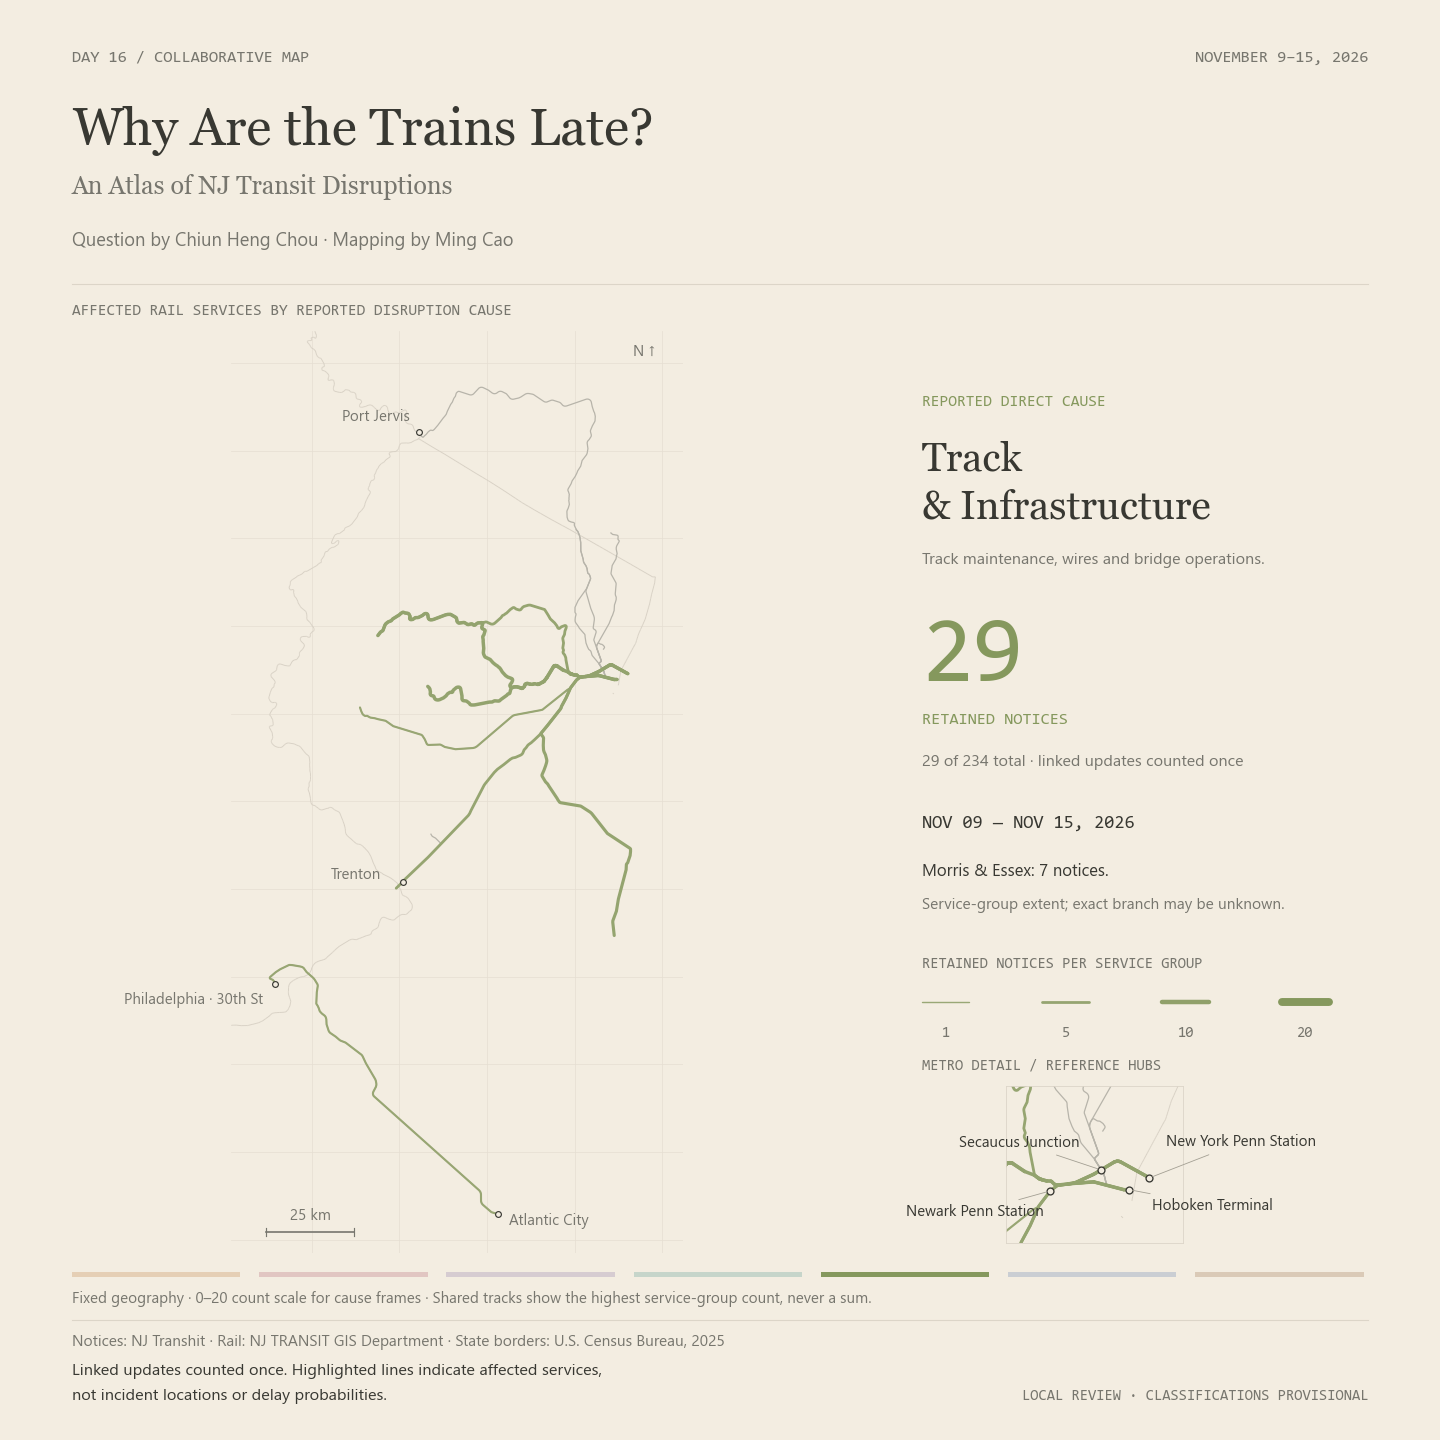 DAY 16 / COLLABORATIVE MAP
NOVEMBER 9–15, 2026
Why Are the Trains Late?
An Atlas of NJ Transit Disruptions
Question by Chiun Heng Chou · Mapping by Ming Cao
AFFECTED RAIL SERVICES BY REPORTED DISRUPTION CAUSE
N ↑
Port Jervis
Trenton
Philadelphia · 30th St
25 km
Atlantic City
REPORTED DIRECT CAUSE
Track
& Infrastructure
Track maintenance, wires and bridge operations.
29
RETAINED NOTICES
29 of 234 total · linked updates counted once
NOV 09 — NOV 15, 2026
Morris & Essex: 7 notices.
Service-group extent; exact branch may be unknown.
RETAINED NOTICES PER SERVICE GROUP
1 5 10 20
METRO DETAIL / REFERENCE HUBS
Secaucus Junction
New York Penn Station
Newark Penn Station
Hoboken Terminal
Fixed geography · 0–20 count scale for cause frames · Shared tracks show the highest service-group count, never a sum.
Notices: NJ Transhit · Rail: NJ TRANSIT GIS Department · State borders: U.S. Census Bureau, 2025
Linked updates counted once. Highlighted lines indicate affected services,
not incident locations or delay probabilities.
LOCAL REVIEW · CLASSIFICATIONS PROVISIONAL